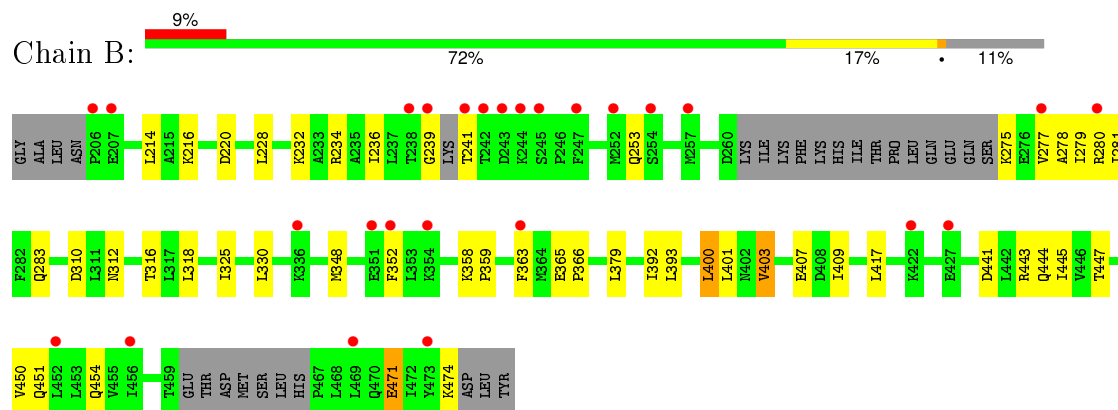 9%
Chain B:
72% 17% • 11%
GLY ALA LEU ASN P206 E207 L214 A215 K216 D220 L228 K232 A233 R234 A235 I236 L237 T238 G239 LYS T241 T242 D243 K244 S245 P246 F247 M252 Q253 S254 M257 D260 LYS ILE LYS PHE LYS HIS ILE THR PRO LEU GLN GLU GLN SER K275 E276 V277 A278 I279 R280 I281
F282 Q283 D310 L311 N312 T316 I317 L318 I325 L330 K336 M348 E351 F352 L353 K354 K358 P359 F363 M364 E365 P366 L379 I392 L393 L400 L401 N402 V403 E407 D408 I409 L417 K422 E427 D441 L442 R443 Q444 I445 V446 T447
V450 Q451 L452 L453 Q454 V455 I456 T459 GLU THR ASP MET SER LEU HIS P467 L468 L469 Q470 E471 I472 Y473 K474 ASP LEU TYR